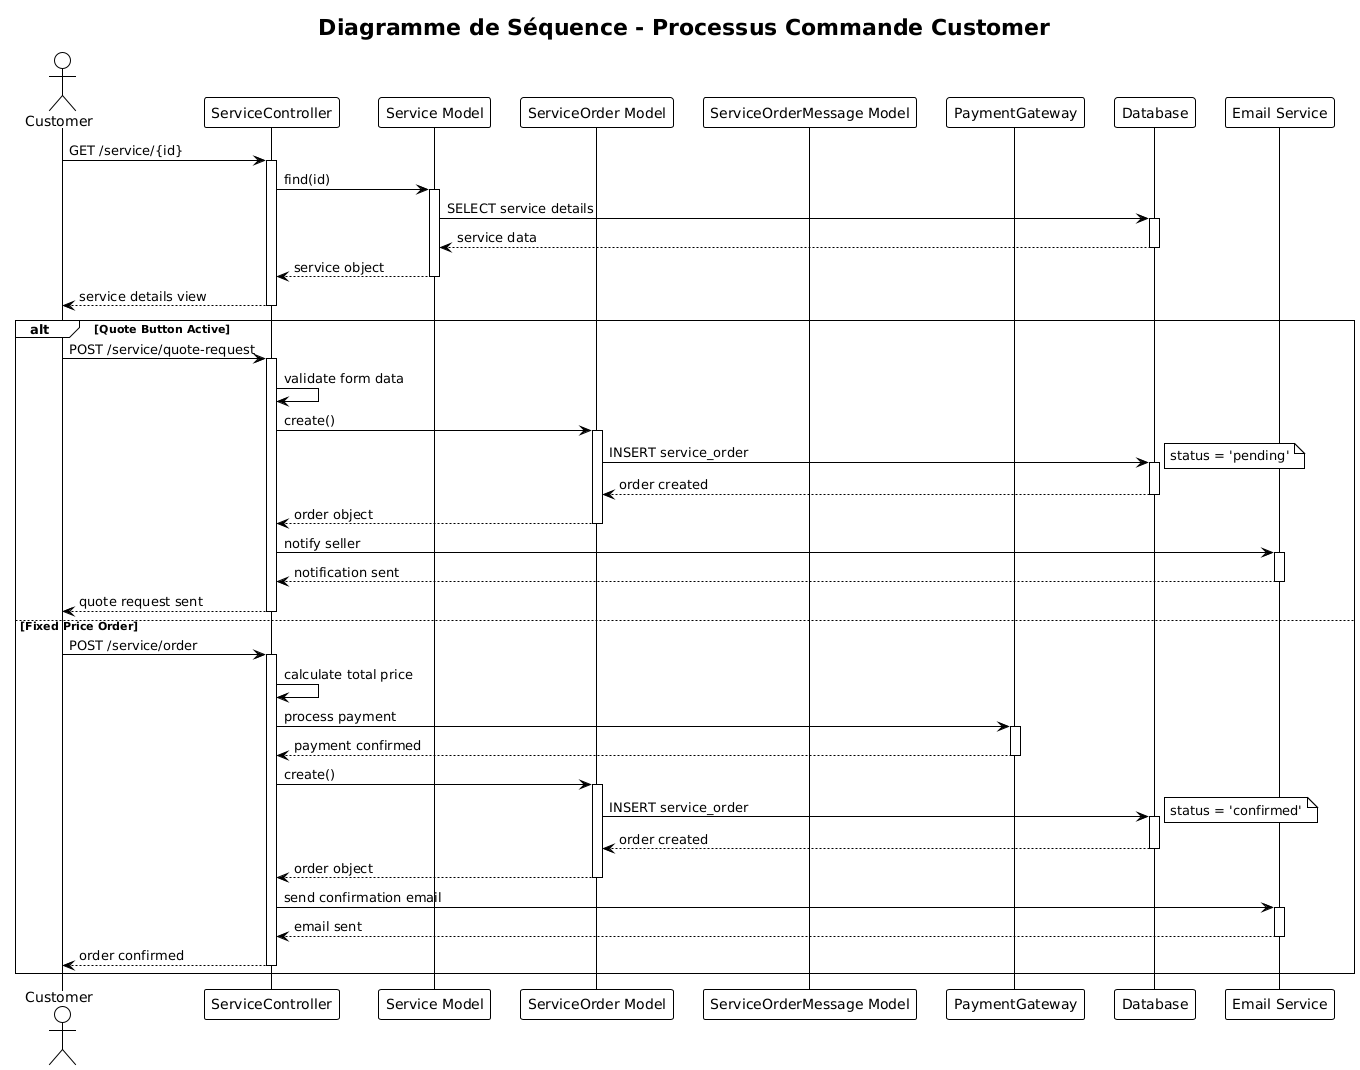 Diagramme de Séquence - Processus Commande Customer
Customer
ServiceController
Service Model
ServiceOrder Model
ServiceOrderMessage Model
PaymentGateway
Database
Email Service
GET /service/{id}
find(id)
SELECT service details
service data
service object
service details view
alt
[Quote Button Active]
POST /service/quote-request
validate form data
create()
INSERT service_order
status = 'pending'
order created
order object
notify seller
notification sent
quote request sent
[Fixed Price Order]
POST /service/order
calculate total price
process payment
payment confirmed
create()
INSERT service_order
status = 'confirmed'
order created
order object
send confirmation email
email sent
order confirmed
Customer
ServiceController
Service Model
ServiceOrder Model
ServiceOrderMessage Model
PaymentGateway
Database
Email Service